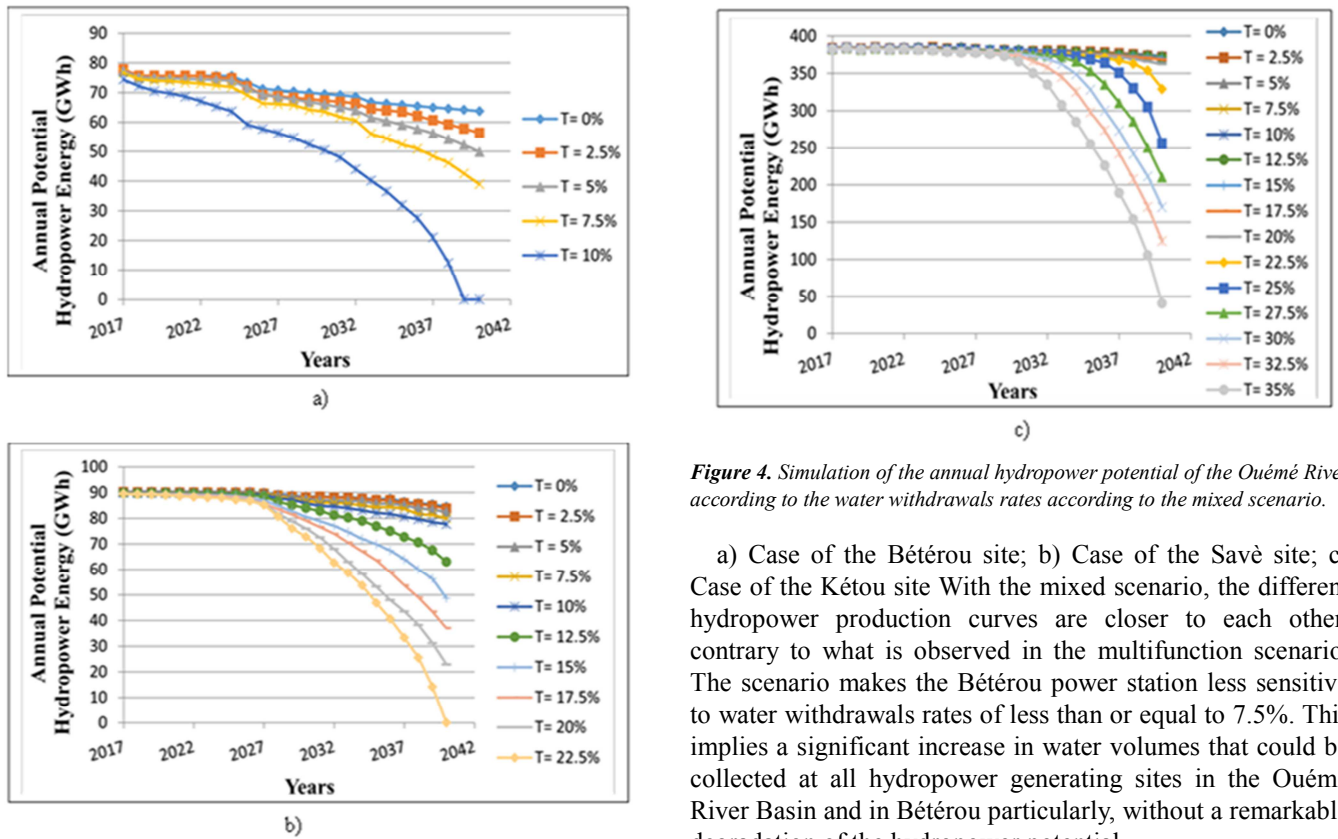 90
80
70
60
50
40
30
20
10
0
Annual Potential
Hydropower Energy (GWh)
2017
2022
2027
2032
2037
2042
Years
T= 0%
T = 2.5%
T = 5%
T = 7.5%
T= 10%
a)
100
90
80
70
60
50
40
30
20
10
0
Annual Potential
Hydropower Energy (GWh)
2017
2022
2027
2032
2037
2042
Years
T= 0%
T = 2.5%
T = 5%
T = 7.5%
T= 10%
T= 12.5%
T= 15%
T= 17.5%
T= 20%
T= 22.5%
b)
400
350
300
250
200
150
100
50
0
Annual Potential
Hydropower Energy (GWh)
2017
2022
2027
2032
2037
2042
Years
T= 0%
T = 2.5%
T = 5%
T = 7.5%
T= 10%
T= 12.5%
T= 15%
T= 17.5%
T= 20%
T= 22.5%
T= 25%
T= 27.5%
T= 30%
T= 32.5%
T= 35%
c)
Figure 4. Simulation of the annual hydropower potential of the Ouémé Rive
according to the water withdrawals rates according to the mixed scenario.
a) Case of the Bétérou site; b) Case of the Savè site; c
Case of the Kétou site With the mixed scenario, the differen
hydropower production curves are closer to each other
contrary to what is observed in the multifunction scenario
The scenario makes the Bétérou power station less sensitiv
to water withdrawals rates of less than or equal to 7.5%. Thi
implies a significant increase in water volumes that could b
collected at all hydropower generating sites in the Ouém
River Basin and in Bétérou particularly, without a remarkabl
degradation of the hydropower potential